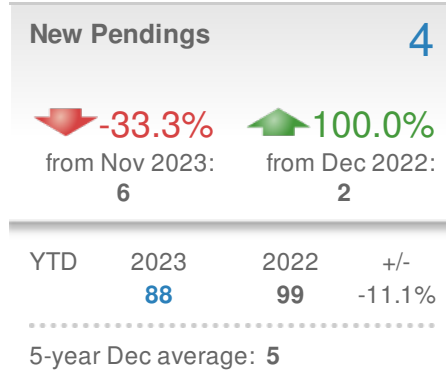 New Pendings 4
-33.3% 100.0%
from Nov 2023: from Dec 2022:
6 2
YTD 2023 2022 +/-
88 99 -11.1%
5-year Dec average: 5